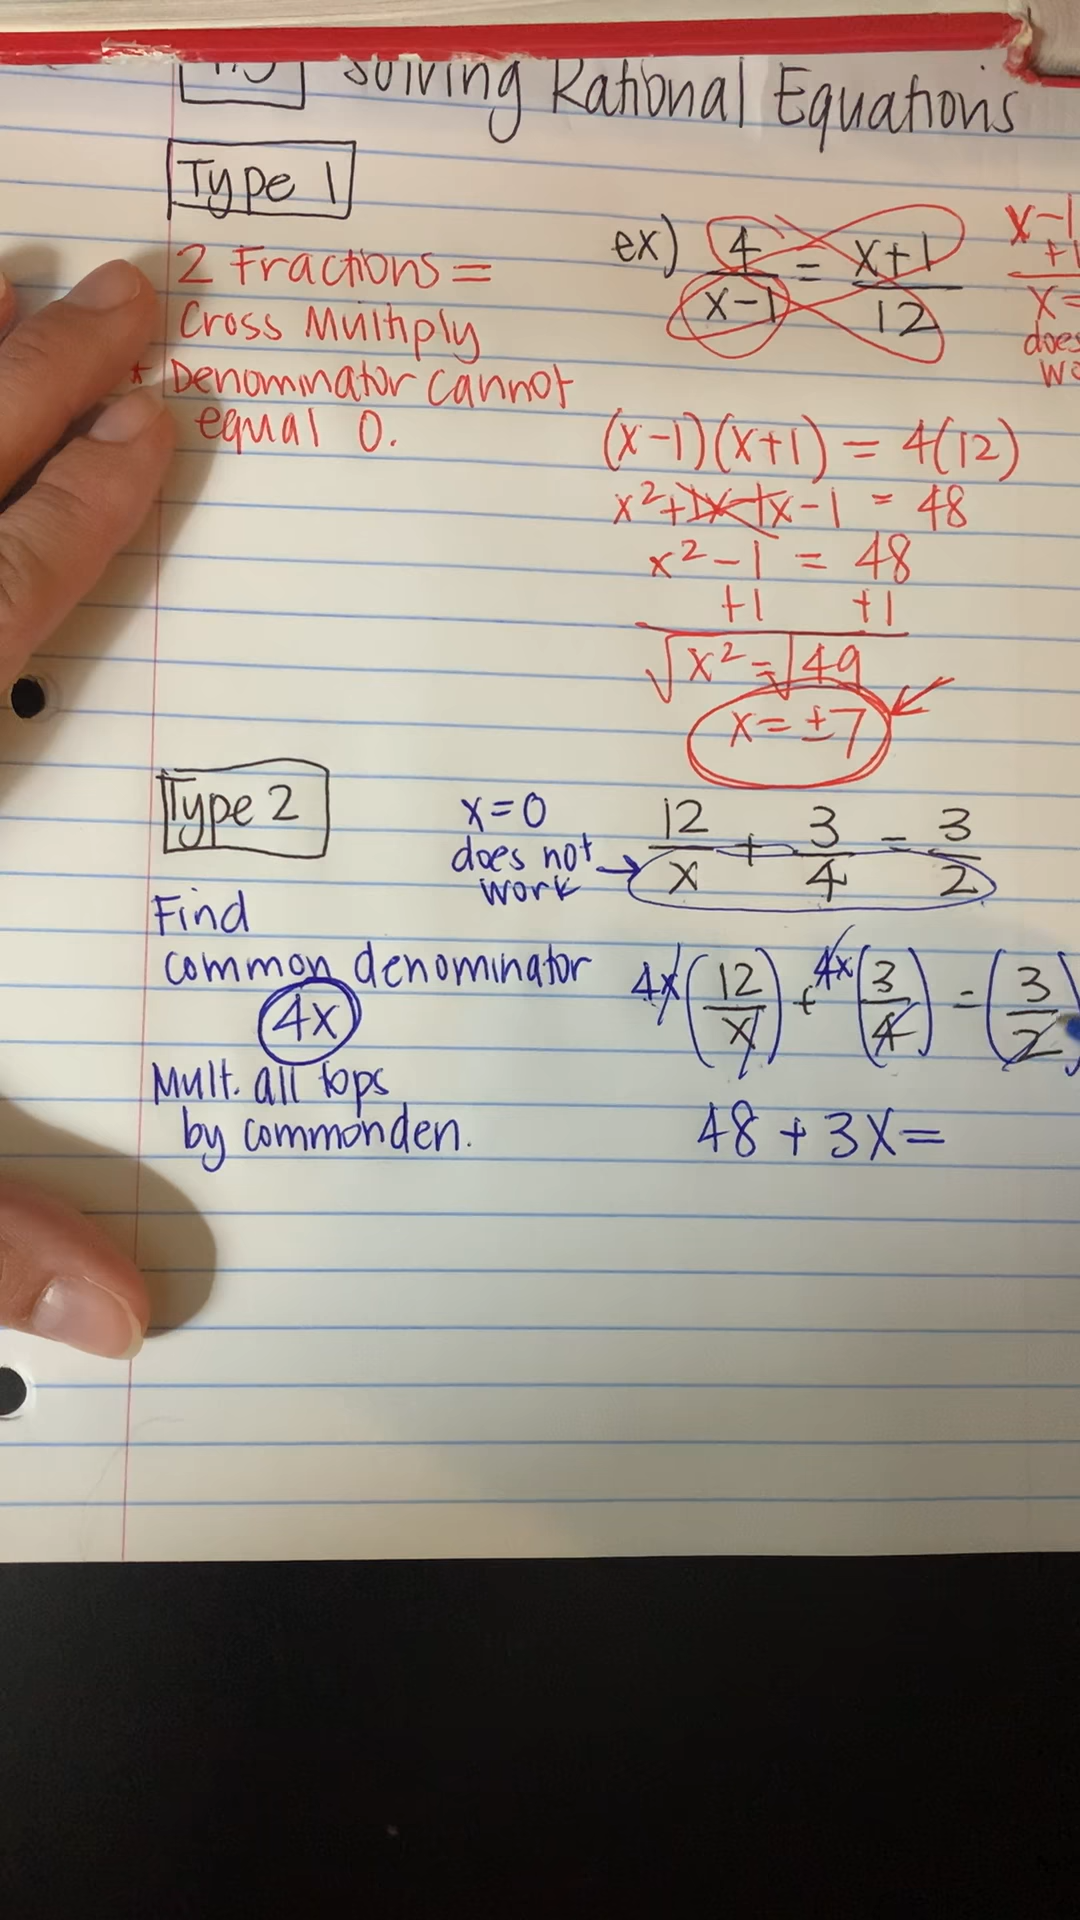 Solving Rational Equations
Type 1
2 Fractions =
Cross Multiply
* Denominator cannot
equal 0.
ex) 4/(x-1) = (x+1)/12
x-1
+1
x=
does
(x-1)(x+1) = 4(12)
x²+1x-1x-1 = 48
x²-1 = 48
+1 +1
√x² = √49
x = ±7
Type 2
x=0
does not
work
12/x + 3/4 = 3/2
Find
common denominator
4x
Mult. all tops
by common den.
4x(12/x) + 4x(3/4) = (3/2)
48 + 3x =